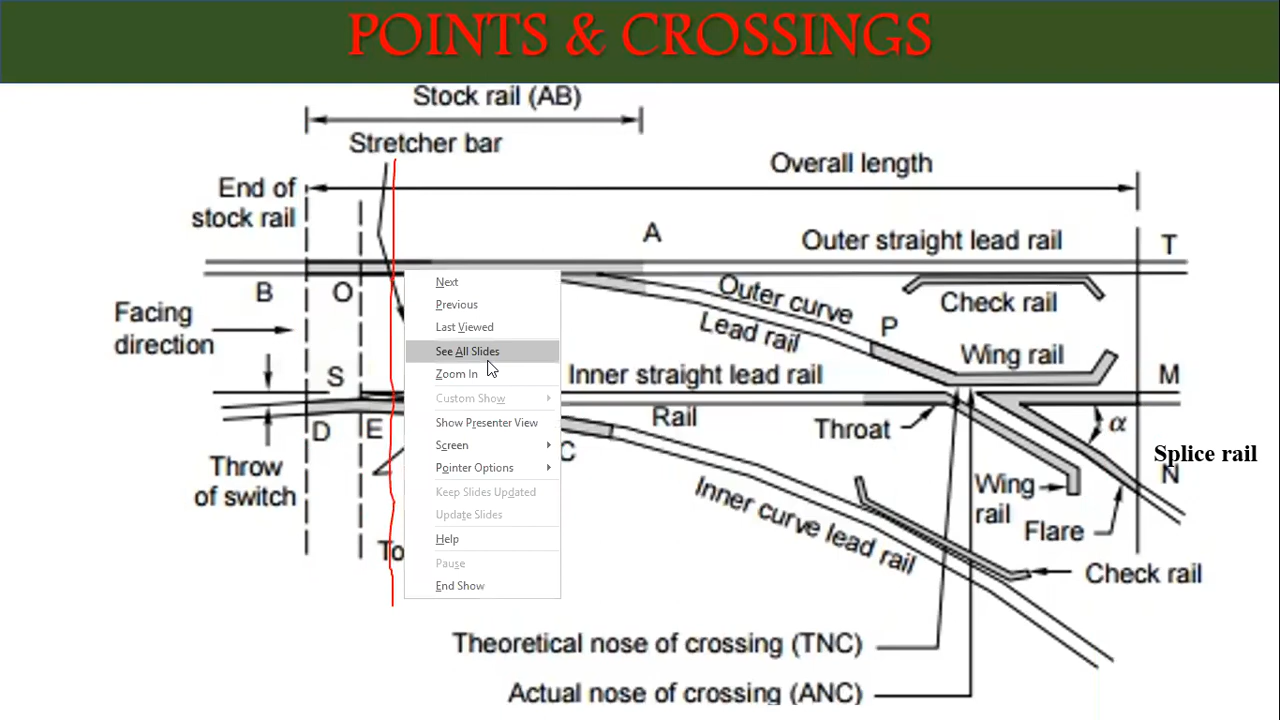 POINTS & CROSSINGS
Stock rail (AB)
Stretcher bar
Overall length
End of
stock rail
A
Outer straight lead rail
T
B
O
Outer curve
Check rail
Facing
direction
Lead rail
P
Wing rail
S
Inner straight lead rail
M
D
E
Rail
Throat
α
C
Splice rail
Throw
of switch
N
Inner curve lead rail
Wing
rail
Flare
Check rail
Theoretical nose of crossing (TNC)
Actual nose of crossing (ANC)
Next
Previous
Last Viewed
See All Slides
Zoom In
Custom Show
Show Presenter View
Screen
Pointer Options
Keep Slides Updated
Update Slides
Help
Pause
End Show